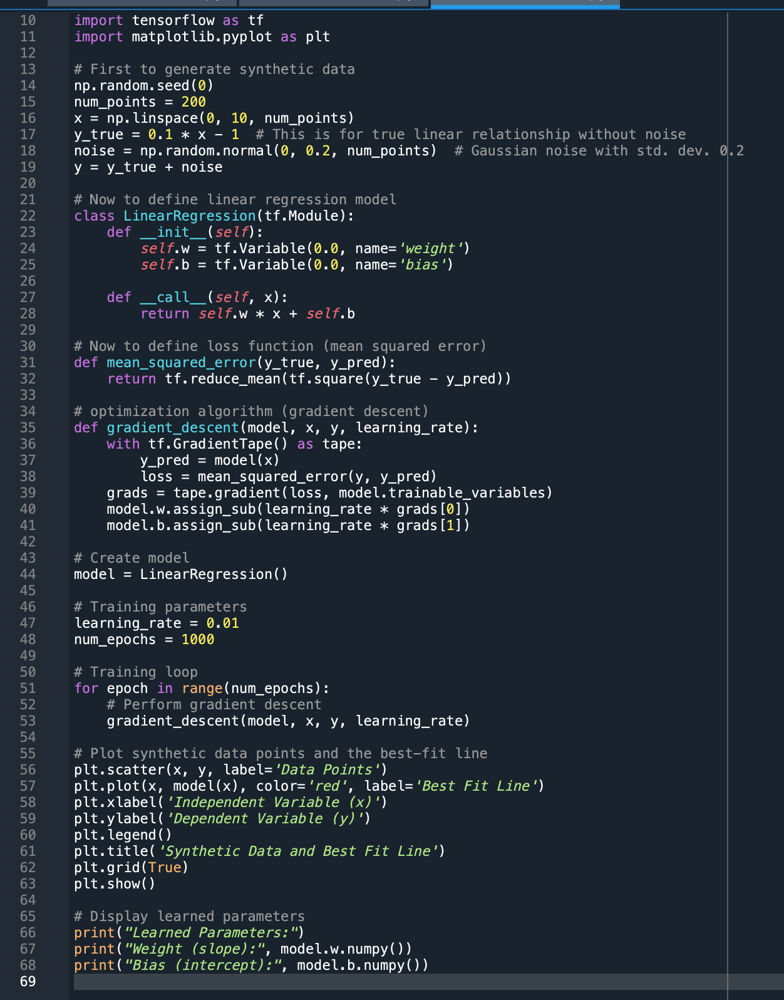 10 import tensorflow as tf
11 import matplotlib.pyplot as plt
12
13 # First to generate synthetic data
14 np.random.seed(0)
15 num_points = 200
16 x = np.linspace(0, 10, num_points)
17 y_true = 0.1 * x - 1  # This is for true linear relationship without noise
18 noise = np.random.normal(0, 0.2, num_points)  # Gaussian noise with std. dev. 0.2
19 y = y_true + noise
20
21 # Now to define linear regression model
22 class LinearRegression(tf.Module):
23     def __init__(self):
24         self.w = tf.Variable(0.0, name='weight')
25         self.b = tf.Variable(0.0, name='bias')
26
27     def __call__(self, x):
28         return self.w * x + self.b
29
30 # Now to define loss function (mean squared error)
31 def mean_squared_error(y_true, y_pred):
32     return tf.reduce_mean(tf.square(y_true - y_pred))
33
34 # optimization algorithm (gradient descent)
35 def gradient_descent(model, x, y, learning_rate):
36     with tf.GradientTape() as tape:
37         y_pred = model(x)
38         loss = mean_squared_error(y, y_pred)
39     grads = tape.gradient(loss, model.trainable_variables)
40     model.w.assign_sub(learning_rate * grads[0])
41     model.b.assign_sub(learning_rate * grads[1])
42
43 # Create model
44 model = LinearRegression()
45
46 # Training parameters
47 learning_rate = 0.01
48 num_epochs = 1000
49
50 # Training loop
51 for epoch in range(num_epochs):
52     # Perform gradient descent
53     gradient_descent(model, x, y, learning_rate)
54
55 # Plot synthetic data points and the best-fit line
56 plt.scatter(x, y, label='Data Points')
57 plt.plot(x, model(x), color='red', label='Best Fit Line')
58 plt.xlabel('Independent Variable (x)')
59 plt.ylabel('Dependent Variable (y)')
60 plt.legend()
61 plt.title('Synthetic Data and Best Fit Line')
62 plt.grid(True)
63 plt.show()
64
65 # Display learned parameters
66 print("Learned Parameters:")
67 print("Weight (slope):", model.w.numpy())
68 print("Bias (intercept):", model.b.numpy())
69